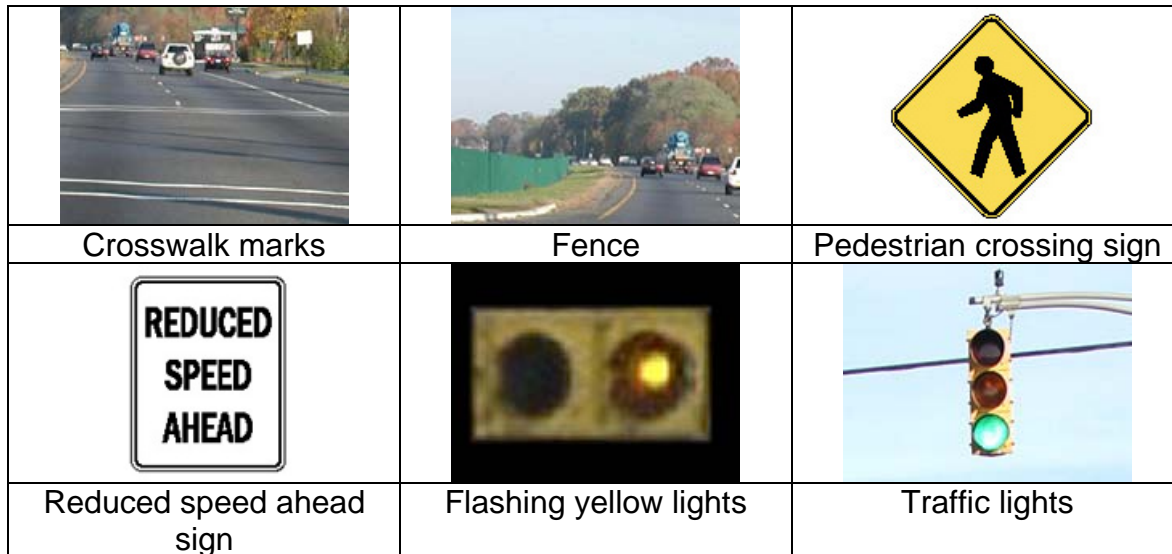 Crosswalk marks
Fence
Pedestrian crossing sign
REDUCED
SPEED
AHEAD
Reduced speed ahead
sign
Flashing yellow lights
Traffic lights